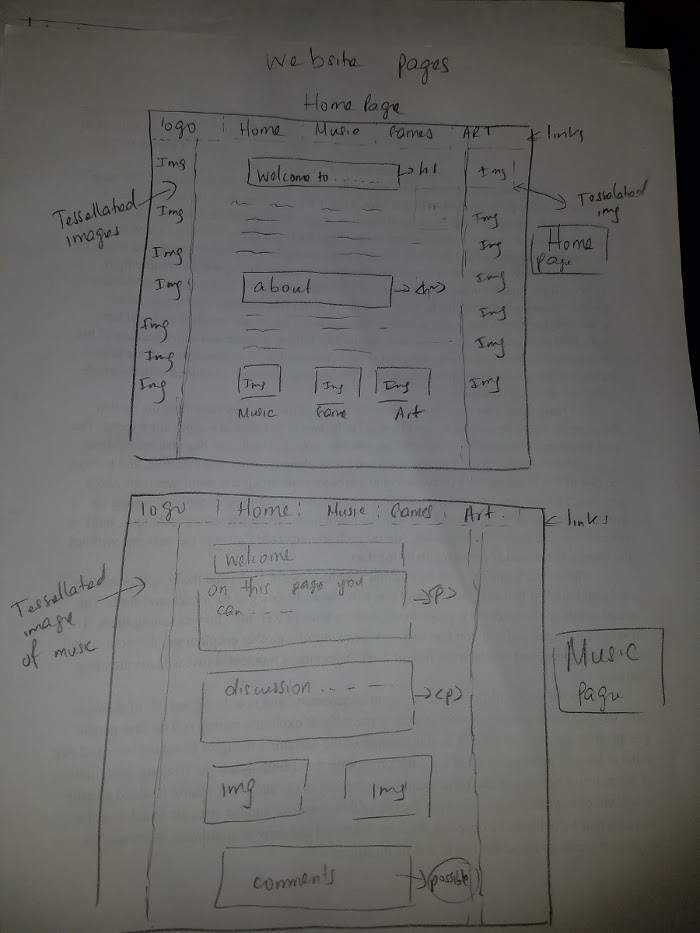 Website pages
Home Page
logo Home Music Games ART
links
Img
Welcome to ........
h1
Img
Tessellated
images
Tessolated
img
Img
Img
Home
page
Img
Img
Img
about
Img
Img
Img
Img
Img
Img
Img
Img
Img
Img
Img
Music
Game
Art
logo Home Music Games Art
links
Welcome
on this page you
can - - -
<p>
Tessellated
image
of music
discussion . - - -
<p>
Music
page
img
img
comments
possible